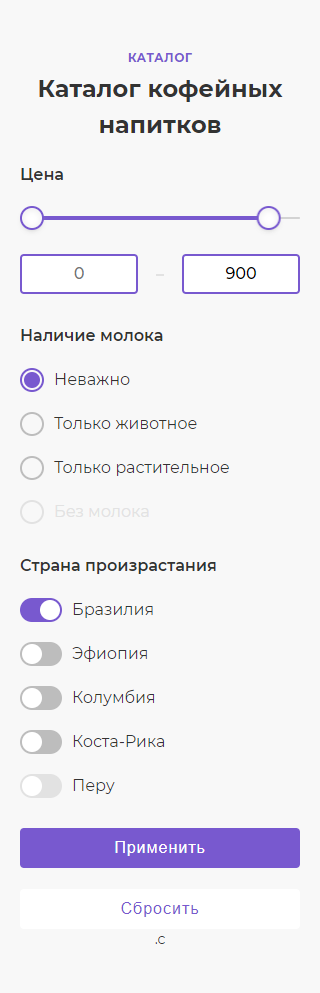 КАТАЛОГ
Каталог кофейных
напитков
Цена
0 – 900
Наличие молока
Неважно
Только животное
Только растительное
Без молока
Страна произрастания
Бразилия
Эфиопия
Колумбия
Коста-Рика
Перу
Применить
Сбросить
.c